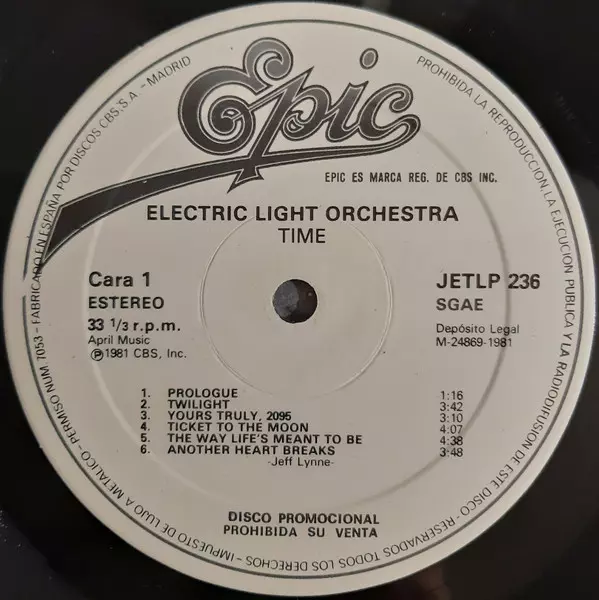 Epic
EPIC ES MARCA REG. DE CBS INC.
ELECTRIC LIGHT ORCHESTRA
TIME
Cara 1
ESTEREO
33 1/3 r.p.m.
April Music
Ⓟ1981 CBS, Inc.
JETLP 236
SGAE
Depósito Legal
M-24869-1981
1. PROLOGUE 1:16
2. TWILIGHT 3:42
3. YOURS TRULY, 2095 3:10
4. TICKET TO THE MOON 4:07
5. THE WAY LIFE'S MEANT TO BE 4:38
6. ANOTHER HEART BREAKS 3:48
-Jeff Lynne-
DISCO PROMOCIONAL
PROHIBIDA SU VENTA
PROHIBIDA LA REPRODUCCION, LA EJECUCION PUBLICA Y LA RADIODIFUSION DE ESTE DISCO - RESERVADOS TODOS LOS DERECHOS - IMPUESTO DE LUJO A METALICO - PERMISO NUM 7053 - FABRICADO EN ESPAÑA POR DISCOS CBS, S.A. - MADRID